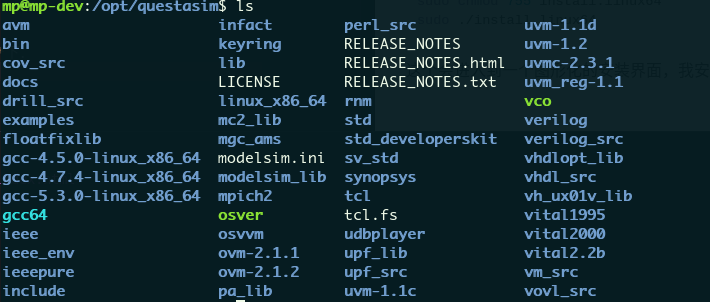 mp@mp-dev:/opt/questasim$ ls
avm infact perl_src uvm-1.1d
bin keyring RELEASE_NOTES uvm-1.2
cov_src lib RELEASE_NOTES.html uvmc-2.3.1
docs LICENSE RELEASE_NOTES.txt uvm_reg-1.1
drill_src linux_x86_64 rnm vco
examples mc2_lib std verilog
floatfixlib mgc_ams std_developerskit verilog_src
gcc-4.5.0-linux_x86_64 modelsim.ini sv_std vhdlopt_lib
gcc-4.7.4-linux_x86_64 modelsim_lib synopsys vhdl_src
gcc-5.3.0-linux_x86_64 mpich2 tcl vh_ux01v_lib
gcc64 osver tcl.fs vital1995
ieee osvvm udbplayer vital2000
ieee_env ovm-2.1.1 upf_lib vital2.2b
ieeepure ovm-2.1.2 upf_src vm_src
include pa_lib uvm-1.1c vovl_src